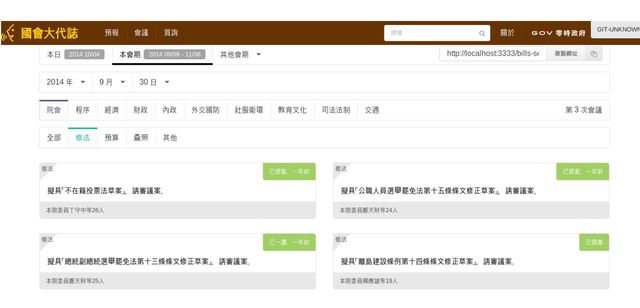 國會大代誌 預報 會議 質詢 搜尋 關於 GOV 零時政府 GIT-UNKNOWN
本日 2014 10/04 本會期 2014 09/09 - 11/06 其他會期 http://localhost:3333/bills-se 複製網址
2014 年 9 月 30 日
院會 程序 經濟 財政 內政 外交國防 社服衛環 教育文化 司法法制 交通 第 3 次會議
全部 修法 預算 查照 其他
修法 已提案,一年齡
擬具「不在籍投票法草案」,請審議案。
本院委員丁守中等26人
修法 已提案,一年齡
擬具「公職人員選舉罷免法第十五條條文修正草案」,請審議案。
本院委員鄭天財等24人
修法 已一讀,一年齡
擬具「總統副總統選舉罷免法第十三條條文修正草案」,請審議案。
本院委員鄭天財等25人
修法 已提案
擬具「離島建設條例第十四條條文修正草案」,請審議案。
本院委員楊應雄等19人